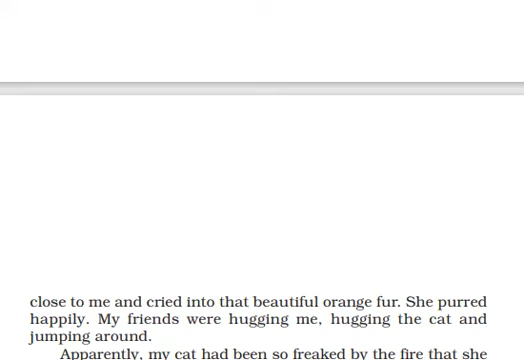 close to me and cried into that beautiful orange fur. She purred
happily. My friends were hugging me, hugging the cat and
jumping around.
Apparently, my cat had been so freaked by the fire that she